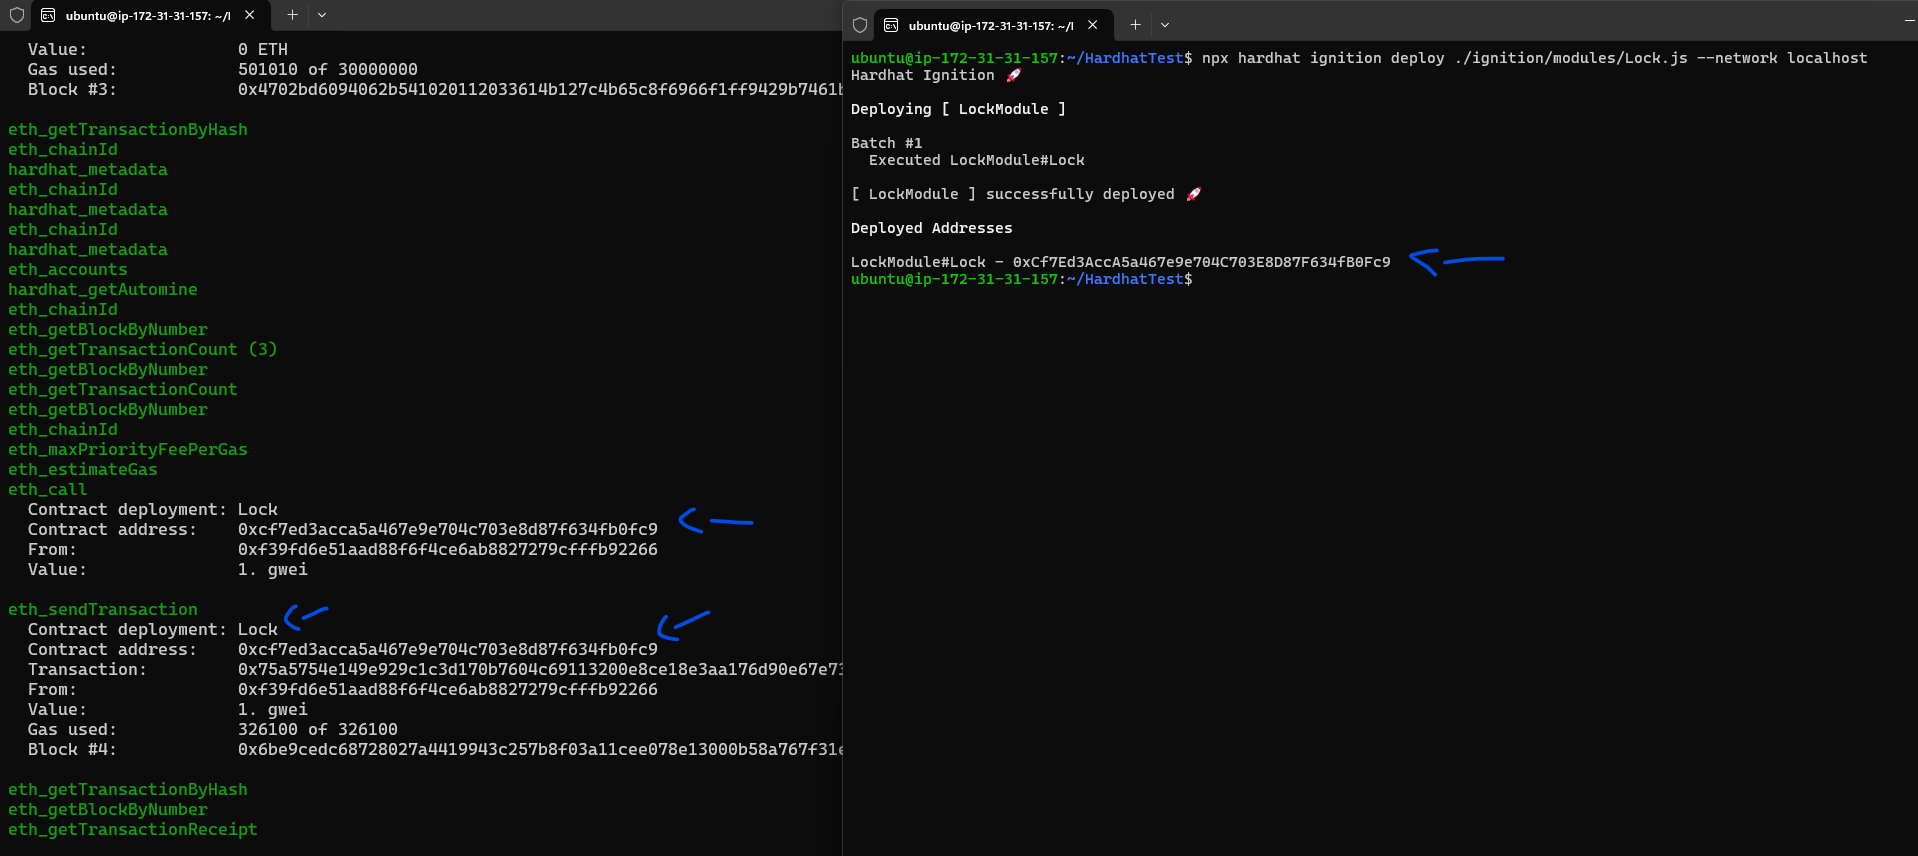 ubuntu@ip-172-31-31-157: ~/l
Value: 0 ETH
Gas used: 501010 of 30000000
Block #3: 0x4702bd6094062b541020112033614b127c4b65c8f6966f1ff9429b7461b
eth_getTransactionByHash
eth_chainId
hardhat_metadata
eth_chainId
hardhat_metadata
eth_chainId
hardhat_metadata
eth_accounts
hardhat_getAutomine
eth_chainId
eth_getBlockByNumber
eth_getTransactionCount (3)
eth_getBlockByNumber
eth_getTransactionCount
eth_getBlockByNumber
eth_chainId
eth_maxPriorityFeePerGas
eth_estimateGas
eth_call
Contract deployment: Lock
Contract address: 0xcf7ed3acca5a467e9e704c703e8d87f634fb0fc9
From: 0xf39fd6e51aad88f6f4ce6ab8827279cfffb92266
Value: 1. gwei
eth_sendTransaction
Contract deployment: Lock
Contract address: 0xcf7ed3acca5a467e9e704c703e8d87f634fb0fc9
Transaction: 0x75a5754e149e929c1c3d170b7604c69113200e8ce18e3aa176d90e67e73
From: 0xf39fd6e51aad88f6f4ce6ab8827279cfffb92266
Value: 1. gwei
Gas used: 326100 of 326100
Block #4: 0x6be9cedc68728027a4419943c257b8f03a11cee078e13000b58a767f31e
eth_getTransactionByHash
eth_getBlockByNumber
eth_getTransactionReceipt
ubuntu@ip-172-31-31-157: ~/l
ubuntu@ip-172-31-31-157:~/HardhatTest$ npx hardhat ignition deploy ./ignition/modules/Lock.js --network localhost
Hardhat Ignition 🚀
Deploying [ LockModule ]
Batch #1
Executed LockModule#Lock
[ LockModule ] successfully deployed 🚀
Deployed Addresses
LockModule#Lock - 0xCf7Ed3AccA5a467e9e704C703E8D87F634fB0Fc9
ubuntu@ip-172-31-31-157:~/HardhatTest$